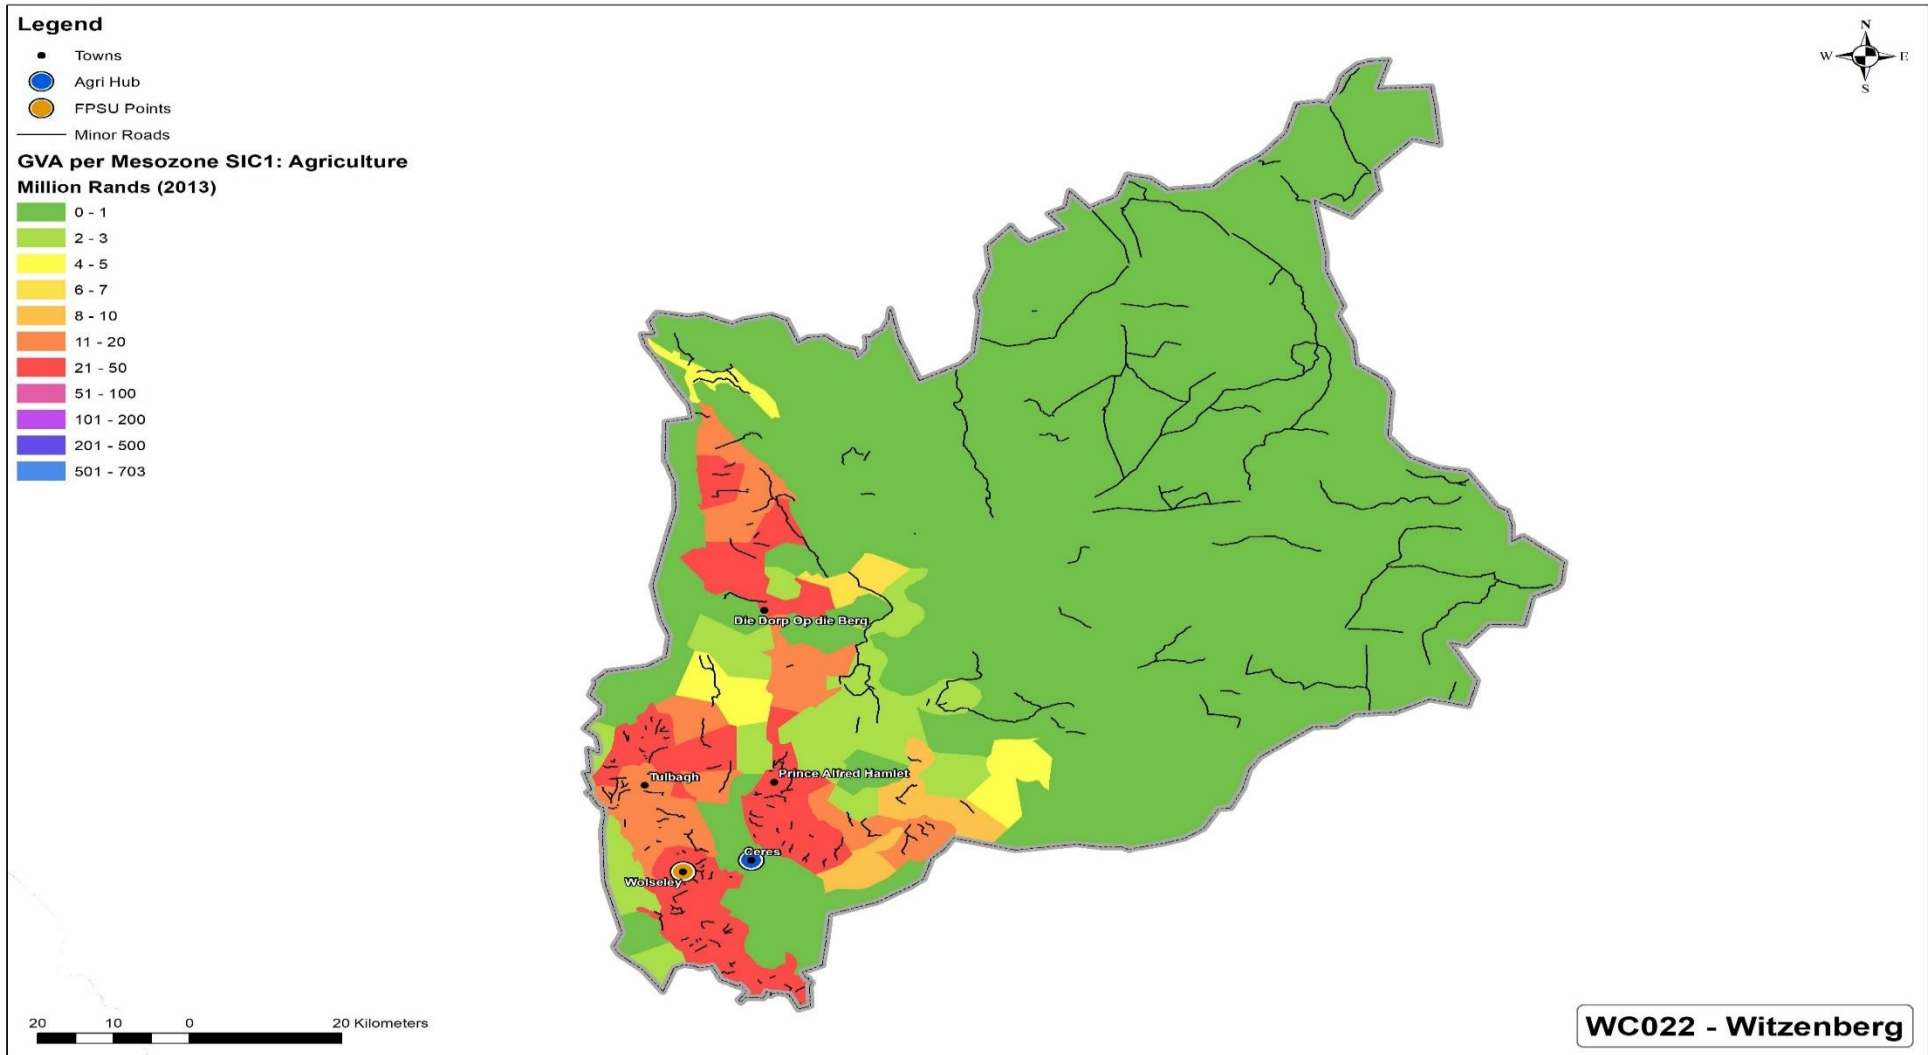 Legend
Towns
Agri Hub
FPSU Points
Minor Roads
GVA per Mesozone SIC1: Agriculture
Million Rands (2013)
0 - 1
2 - 3
4 - 5
6 - 7
8 - 10
11 - 20
21 - 50
51 - 100
101 - 200
201 - 500
501 - 703
N
W E
S
Die Dorp Op die Berg
Tulbagh
Prince Alfred Hamlet
Ceres
Wolseley
20 10 0 20 Kilometers
WC022 - Witzenberg